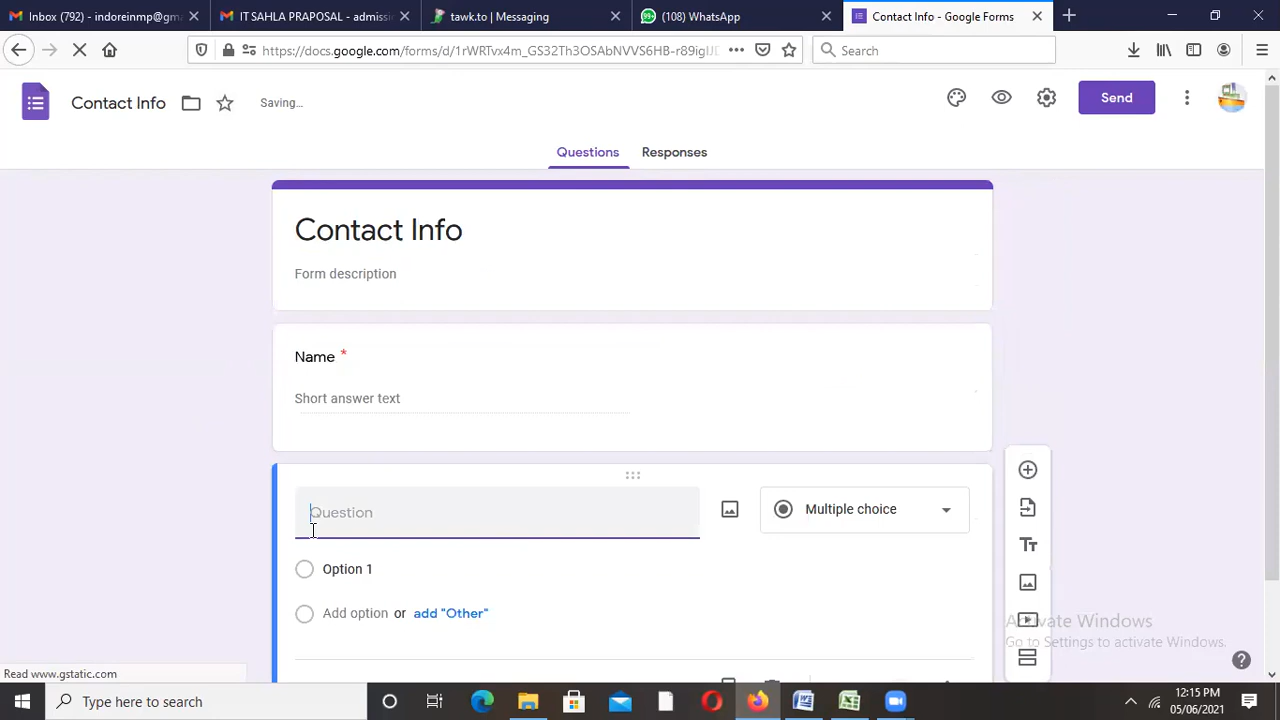 Inbox (792) - indoreinmp@gma
IT SAHLA PRAPOSAL - admissi
tawk.to | Messaging
(108) WhatsApp
Contact Info - Google Forms
https://docs.google.com/forms/d/1rWRTvx4m_GS32Th3OSAbNVVS6HB-r89igIJD
Search
Contact Info
Saving...
Send
Questions
Responses
Contact Info
Form description
Name *
Short answer text
Question
Multiple choice
Option 1
Add option or add "Other"
Activate Windows
Go to Settings to activate Windows.
Read www.gstatic.com
Type here to search
12:15 PM
05/06/2021